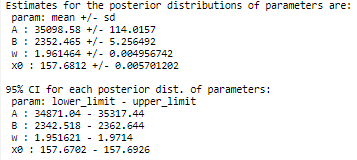 Estimates for the posterior distributions of parameters are:
param: mean +/- sd
A : 35098.58 +/- 114.0157
B : 2352.465 +/- 5.256492
w : 1.961464 +/- 0.004956742
x0 : 157.6812 +/- 0.005701202
95% CI for each posterior dist. of parameters:
param: lower_limit - upper_limit
A : 34871.04 - 35317.44
B : 2342.518 - 2362.644
w : 1.951621 - 1.9714
x0 : 157.6702 - 157.6926